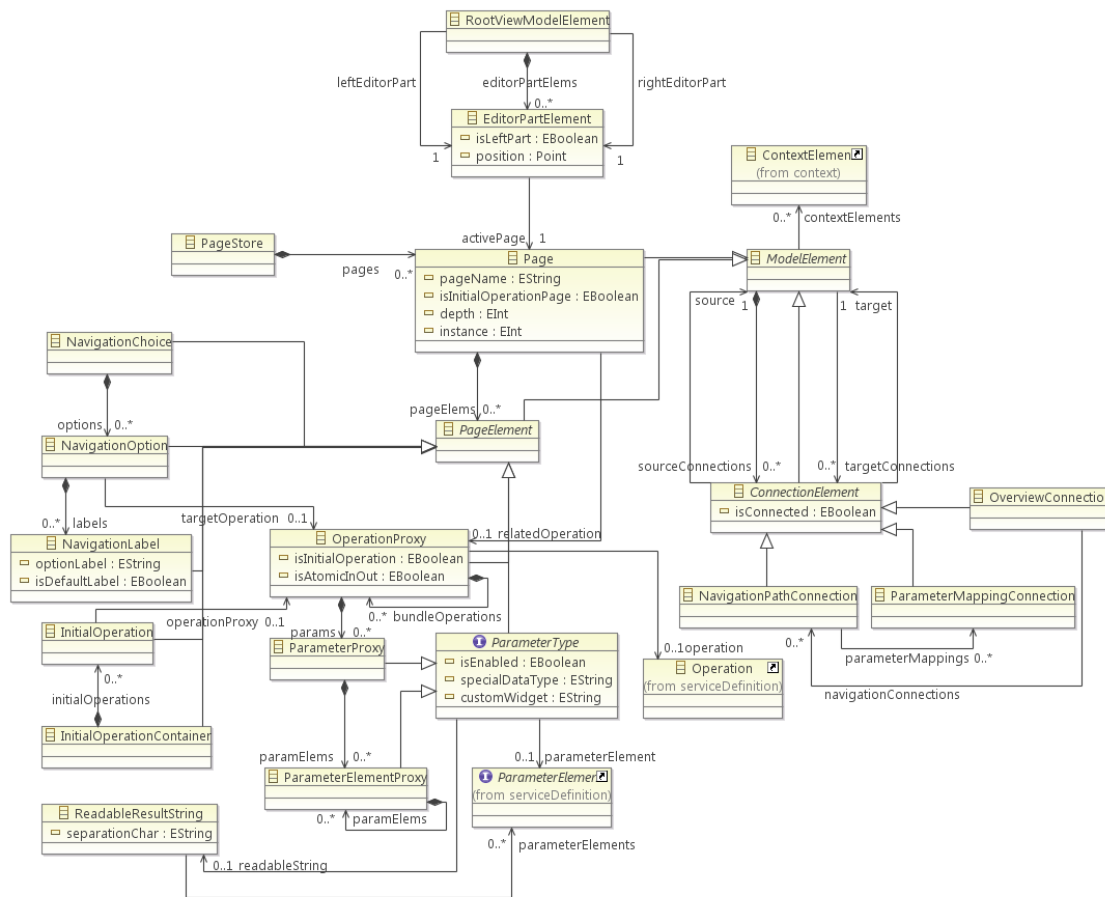 RootViewModelElement
leftEditorPart
editorPartElems
rightEditorPart
0..*
EditorPartElement
isLeftPart : EBoolean
position : Point
1
1
ContextElemen
(from context)
0..* contextElements
activePage 1
PageStore
pages
0..*
Page
pageName : EString
isInitialOperationPage : EBoolean
depth : EInt
instance : EInt
ModelElement
source
1
1
target
NavigationChoice
options 0..*
pageElems 0..*
PageElement
NavigationOption
sourceConnections 0..*
0..* targetConnections
ConnectionElement
isConnected : EBoolean
OverviewConnection
0..* labels
targetOperation 0..1
0..1 relatedOperation
NavigationLabel
optionLabel : EString
isDefaultLabel : EBoolean
OperationProxy
isInitialOperation : EBoolean
isAtomicInOut : EBoolean
NavigationPathConnection
ParameterMappingConnection
operationProxy 0..1
0..* bundleOperations
InitialOperation
params 0..*
ParameterProxy
ParameterType
isEnabled : EBoolean
specialDataType : EString
customWidget : EString
0..1operation
Operation
(from serviceDefinition)
0..*
parameterMappings 0..*
navigationConnections
0..*
initialOperations
InitialOperationContainer
paramElems 0..*
0..1 parameterElement
ParameterElementProxy
0..* paramElems
ParameterElemer
(from serviceDefinition)
ReadableResultString
separationChar : EString
0..* parameterElements
0..1 readableString